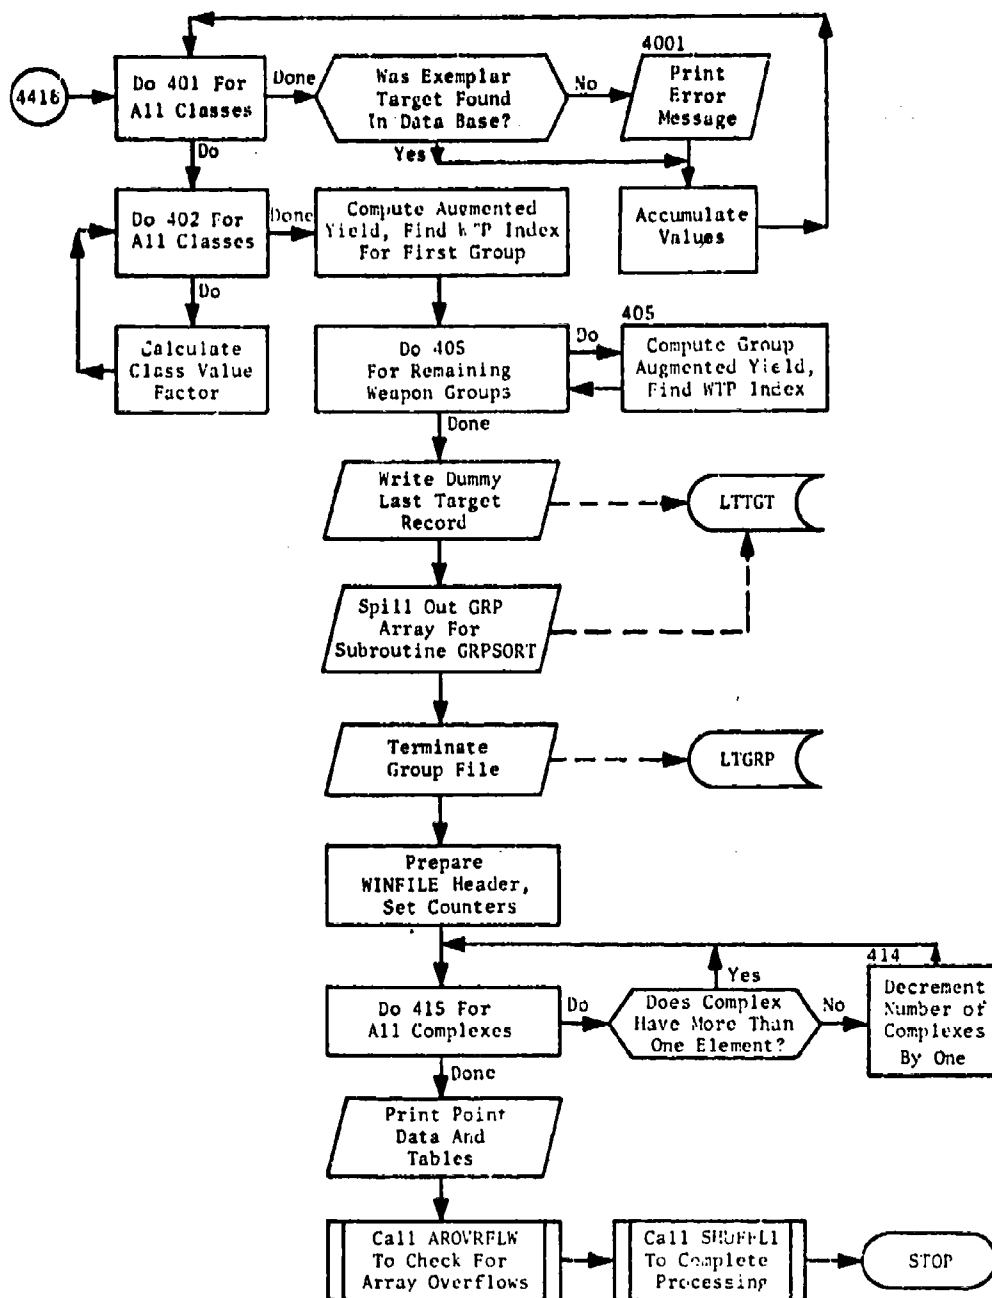 4001
4416
Do 401 For
All Classes
Done
Was Exemplar
Target Found
In Data Base?
No
Print
Error
Message
Yes
Do
Do 402 For
All Classes
Done
Compute Augmented
Yield, Find WTP Index
For First Group
Accumulate
Values
Do
Calculate
Class Value
Factor
Do 405
For Remaining
Weapon Groups
Do
405
Compute Group
Augmented Yield,
Find WTP Index
Done
Write Dummy
Last Target
Record
LTTGT
Spill Out GRP
Array For
Subroutine GRPSORT
Terminate
Group File
LTGRP
Prepare
WINFILE Header,
Set Counters
Do 415 For
All Complexes
Do
Does Complex
Have More Than
One Element?
Yes
No
414
Decrement
Number of
Complexes
By One
Done
Print Point
Data And
Tables
Call AROVRFLW
To Check For
Array Overflows
Call SHUFFL1
To Complete
Processing
STOP